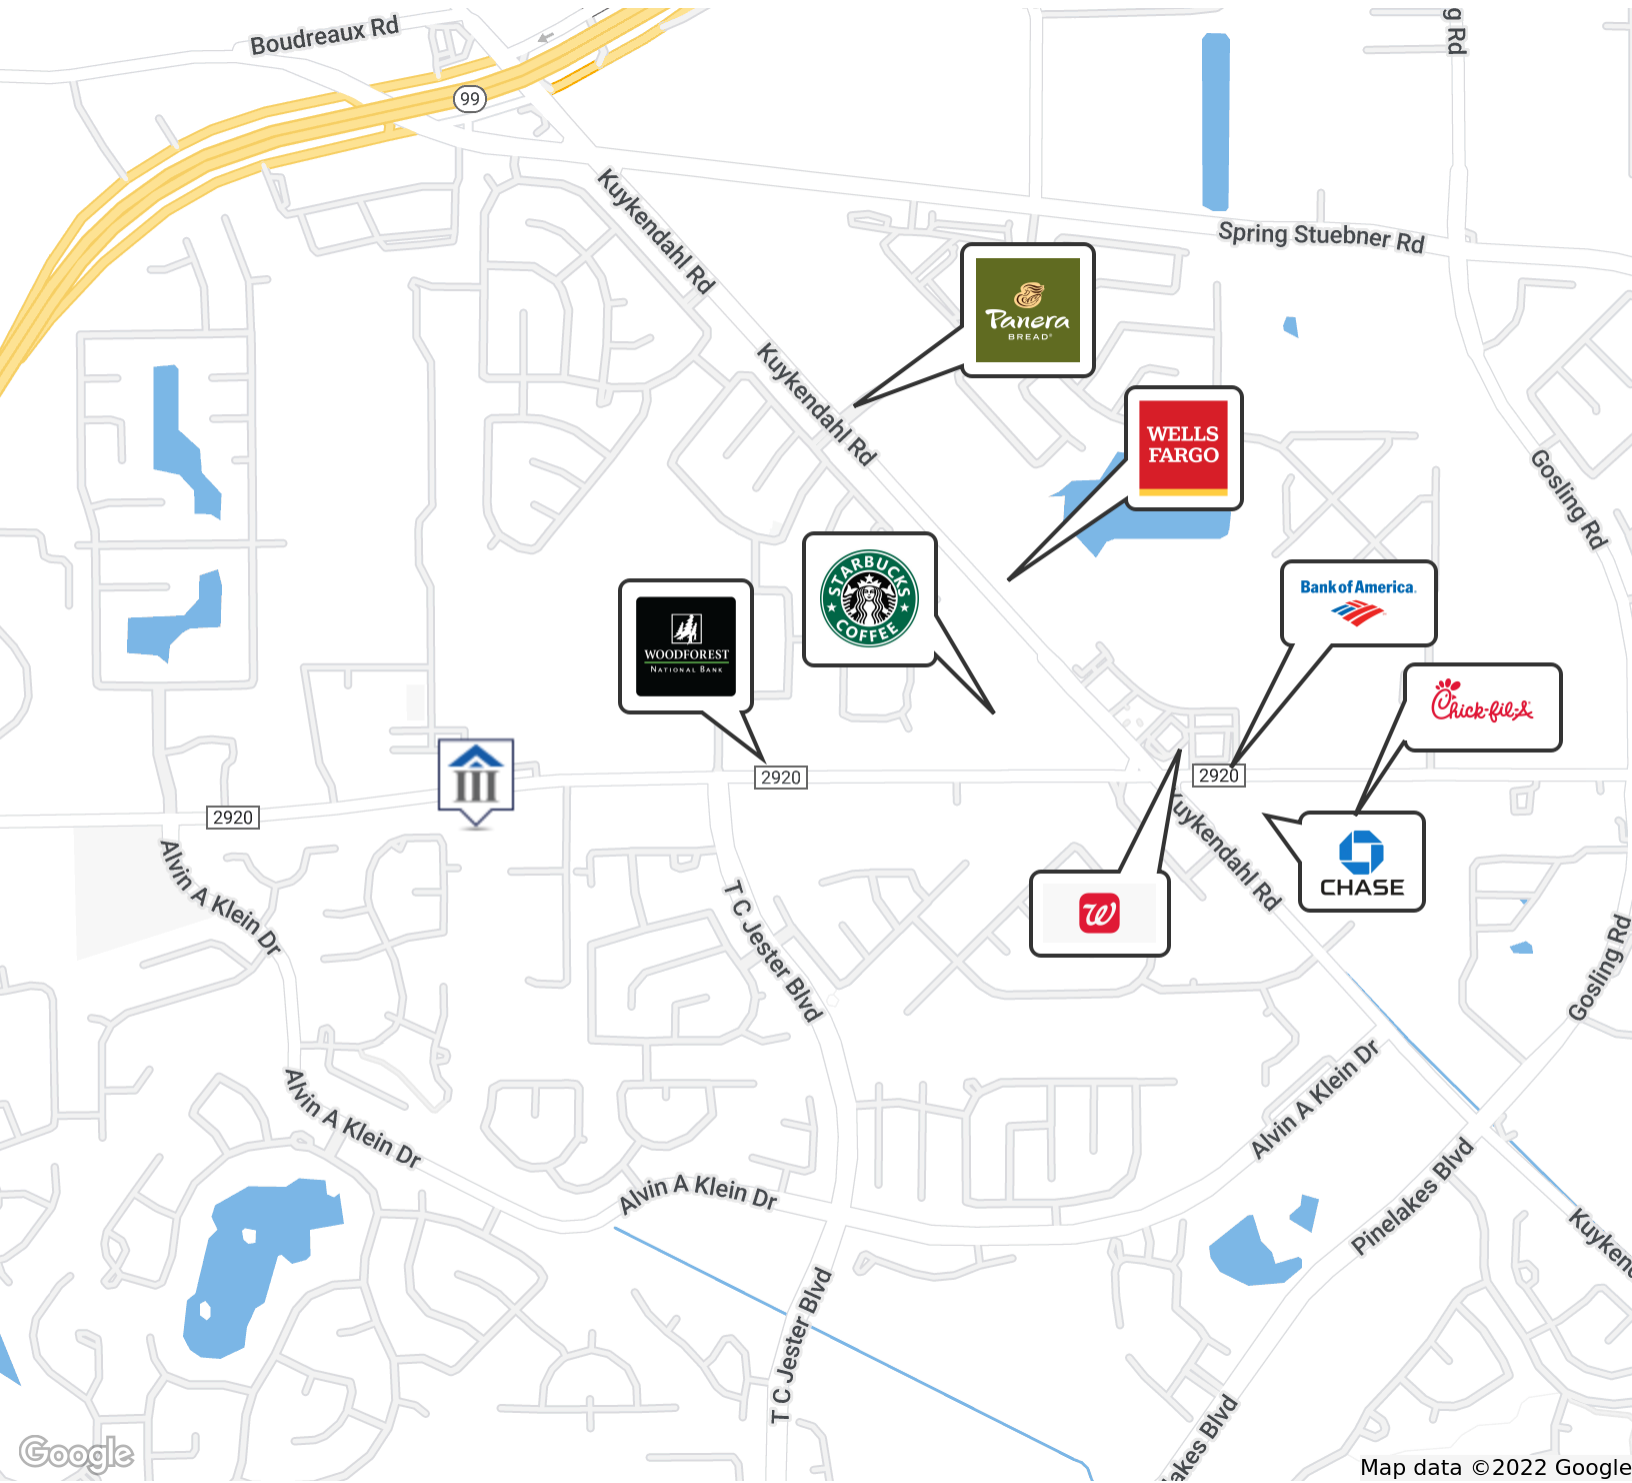 Boudreaux Rd
g Rd
99
Kuykendahl Rd
Spring Stuebner Rd
Panera
BREAD
Kuykendahl Rd
WELLS
FARGO
Gosling Rd
STARBUCKS
COFFEE
Bank of America
WOODFOREST
NATIONAL BANK
Chick-fil-A
2920
2920
2920
Kuykendahl Rd
CHASE
W
Alvin A Klein Dr
T C Jester Blvd
Gosling Rd
Alvin A Klein Dr
Alvin A Klein Dr
Alvin A Klein Dr
Pinelakes Blvd
Kuykend
T C Jester Blvd
lakes Blvd
Google
Map data ©2022 Google